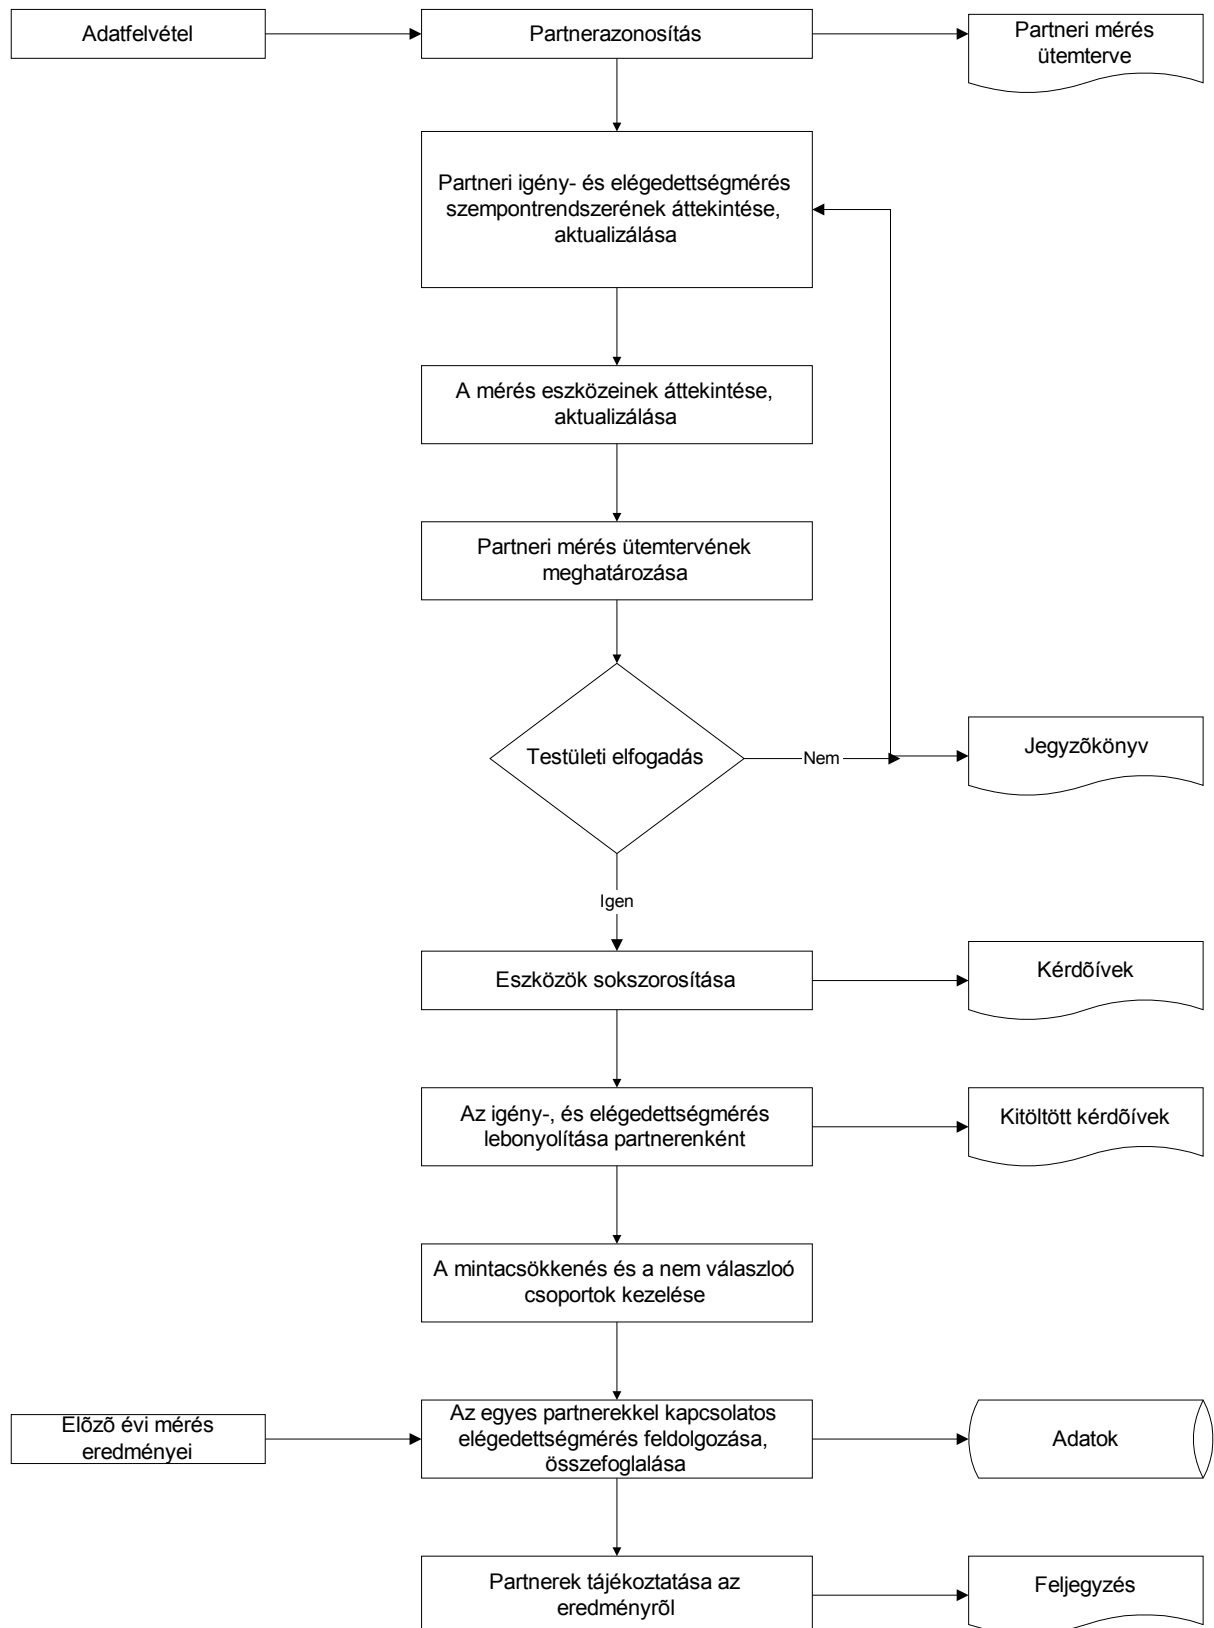 Adatfelvétel
Partnerazonosítás
Partneri mérés
ütemterve
Partneri igény- és elégedettségmérés
szempontrendszerének áttekintése,
aktualizálása
A mérés eszközeinek áttekintése,
aktualizálása
Partneri mérés ütemtervének
meghatározása
Testületi elfogadás
Nem
Jegyzõkönyv
Igen
Eszközök sokszorosítása
Kérdõívek
Az igény-, és elégedettségmérés
lebonyolítása partnerenként
Kitöltött kérdõívek
A mintacsökkenés és a nem válaszloó
csoportok kezelése
Elõzõ évi mérés
eredményei
Az egyes partnerekkel kapcsolatos
elégedettségmérés feldolgozása,
összefoglalása
Adatok
Partnerek tájékoztatása az
eredményrõl
Feljegyzés